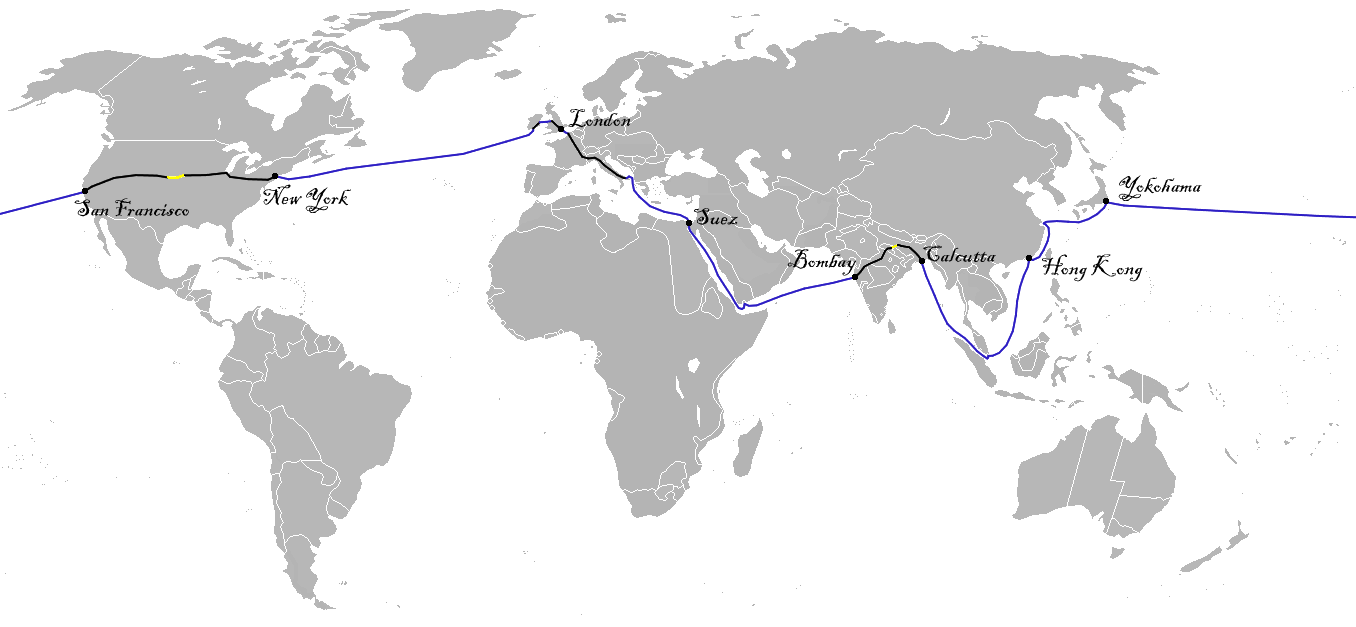 London
New York
San Francisco
Suez
Bombay
Calcutta
Hong Kong
Yokohama